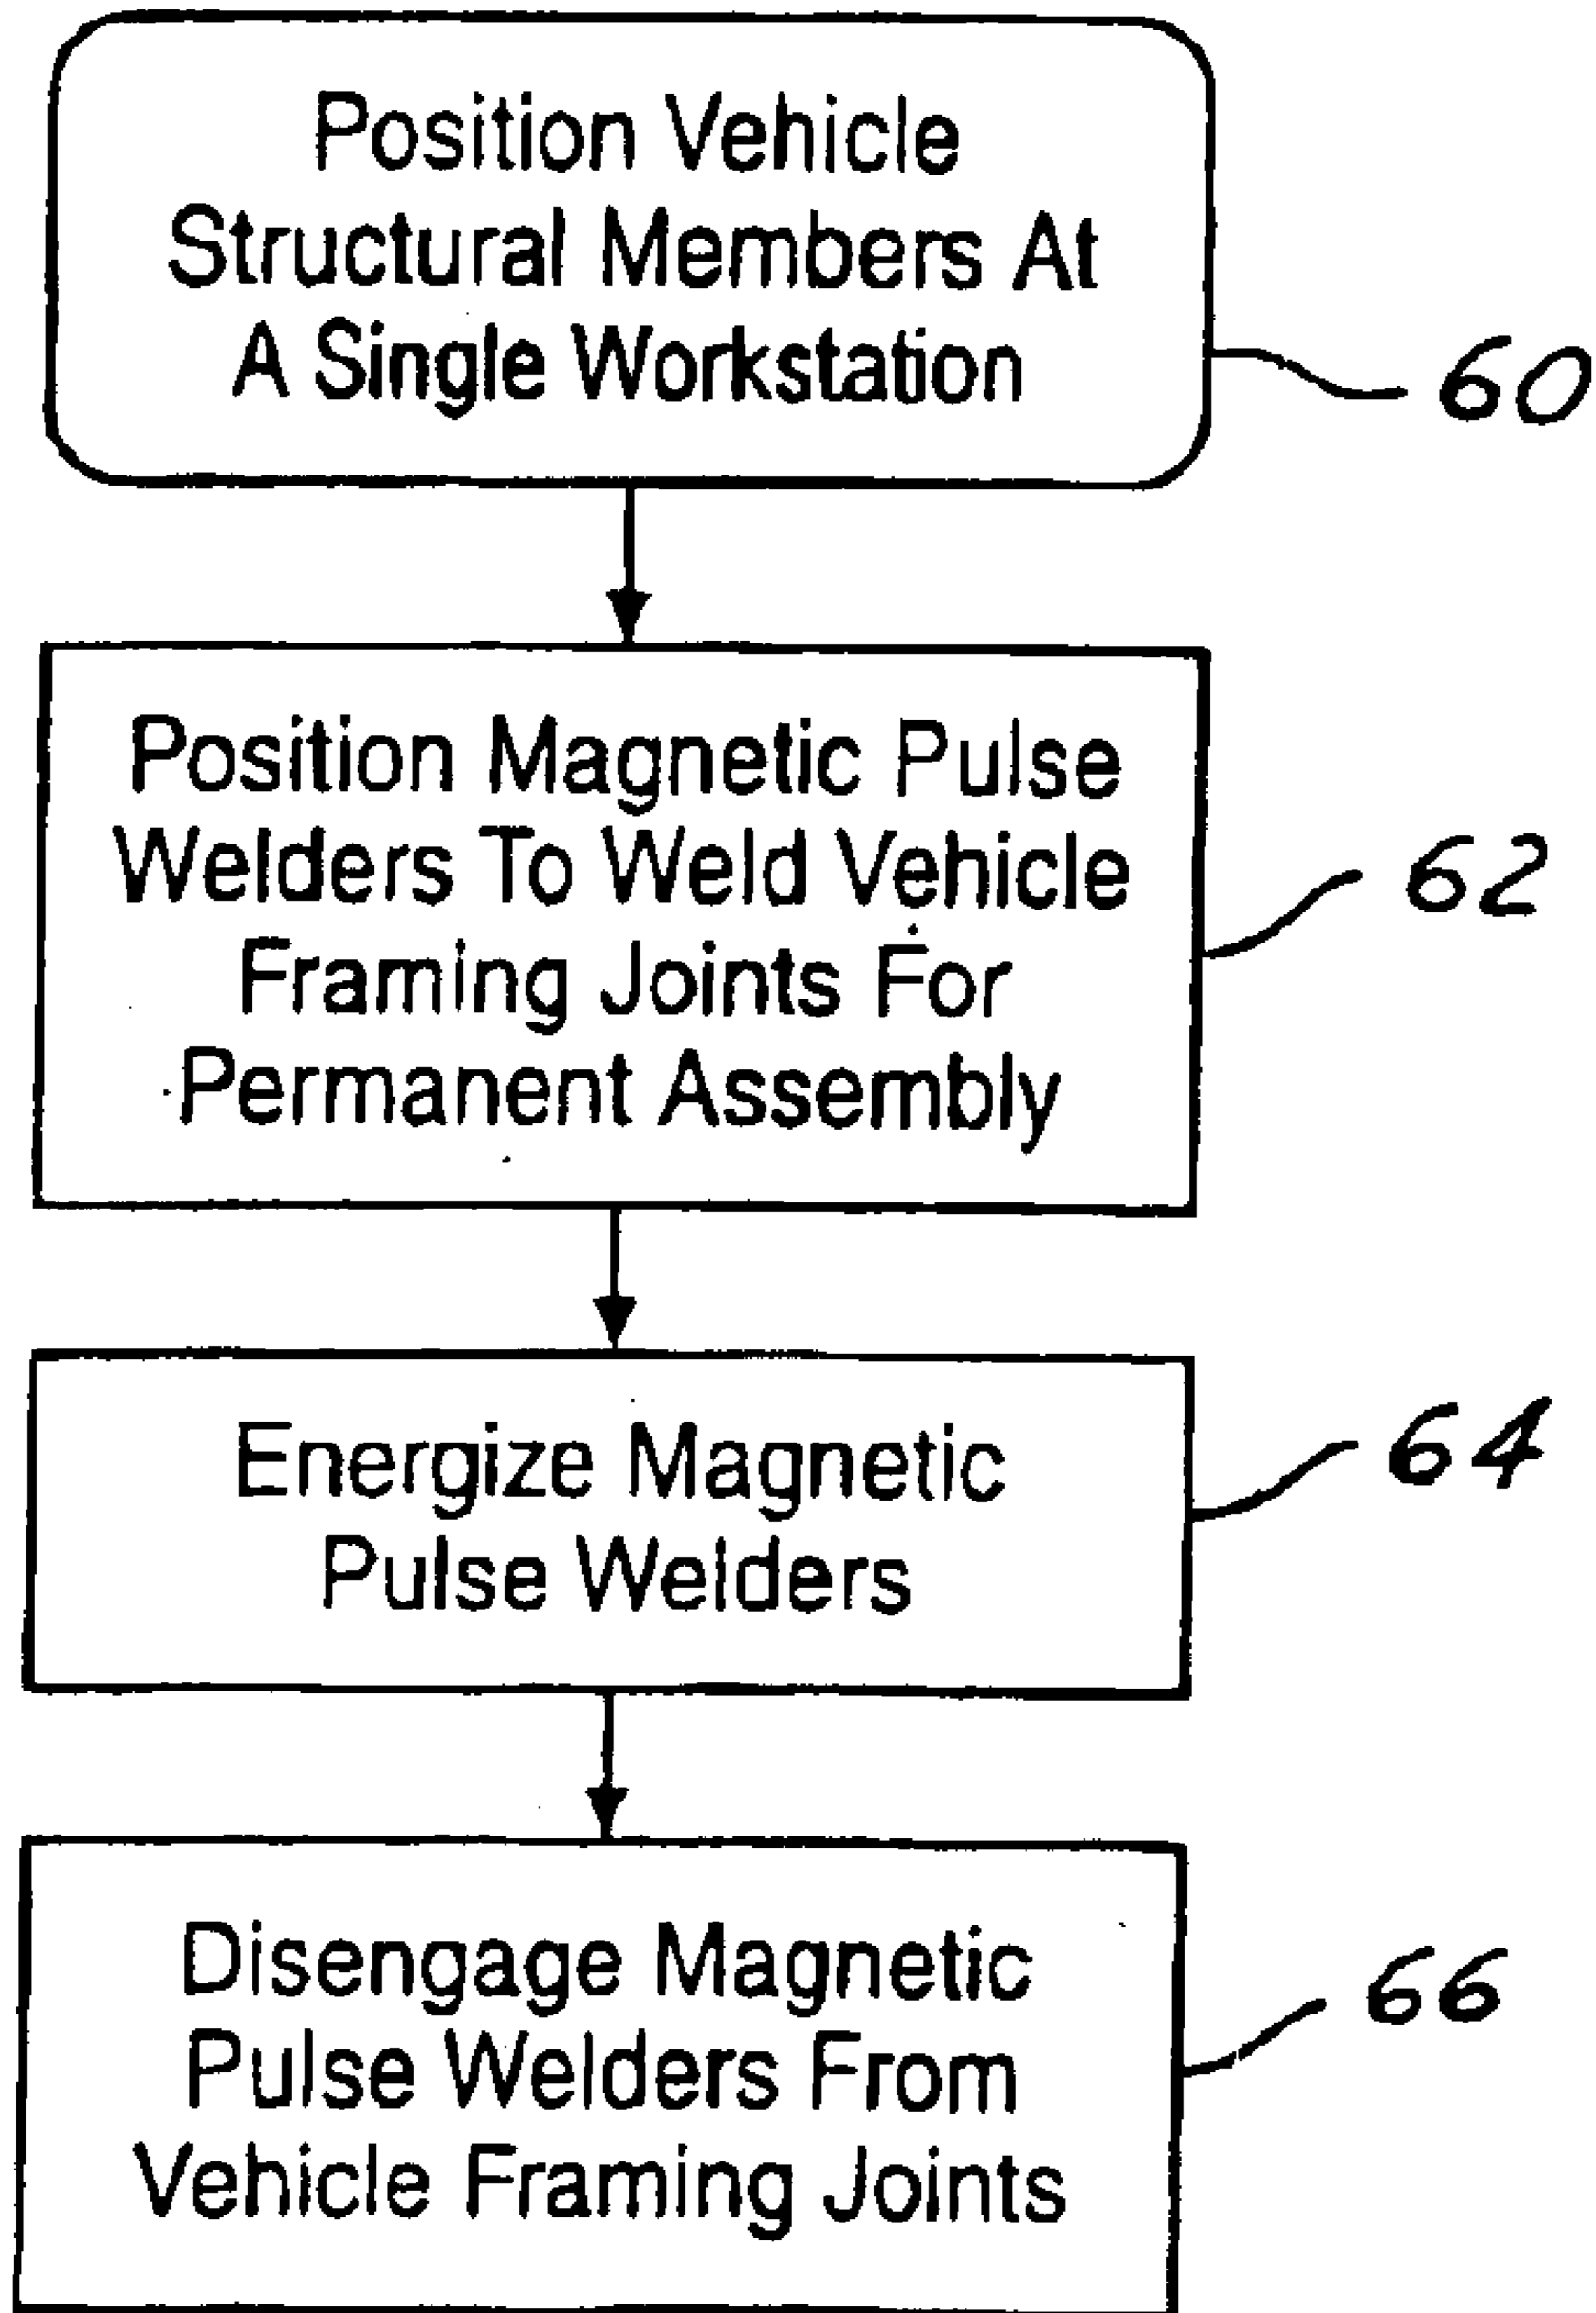 Position Vehicle
Structural Members At
A Single Workstation
60
Position Magnetic Pulse
Welders To Weld Vehicle
Framing Joints For
Permanent Assembly
62
Energize Magnetic
Pulse Welders
64
Disengage Magnetic
Pulse Welders From
Vehicle Framing Joints
66